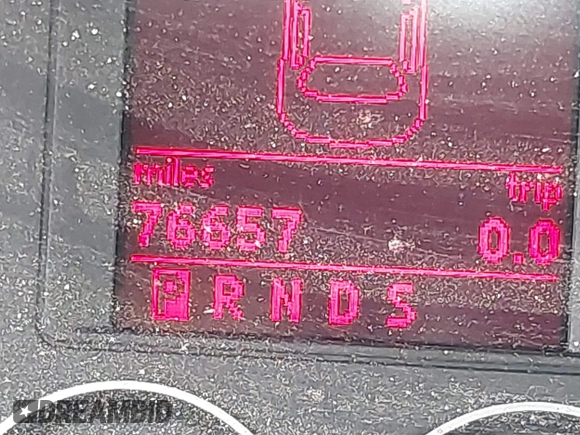 miles trip
76657 0.0
P R N D S
DREAMBID